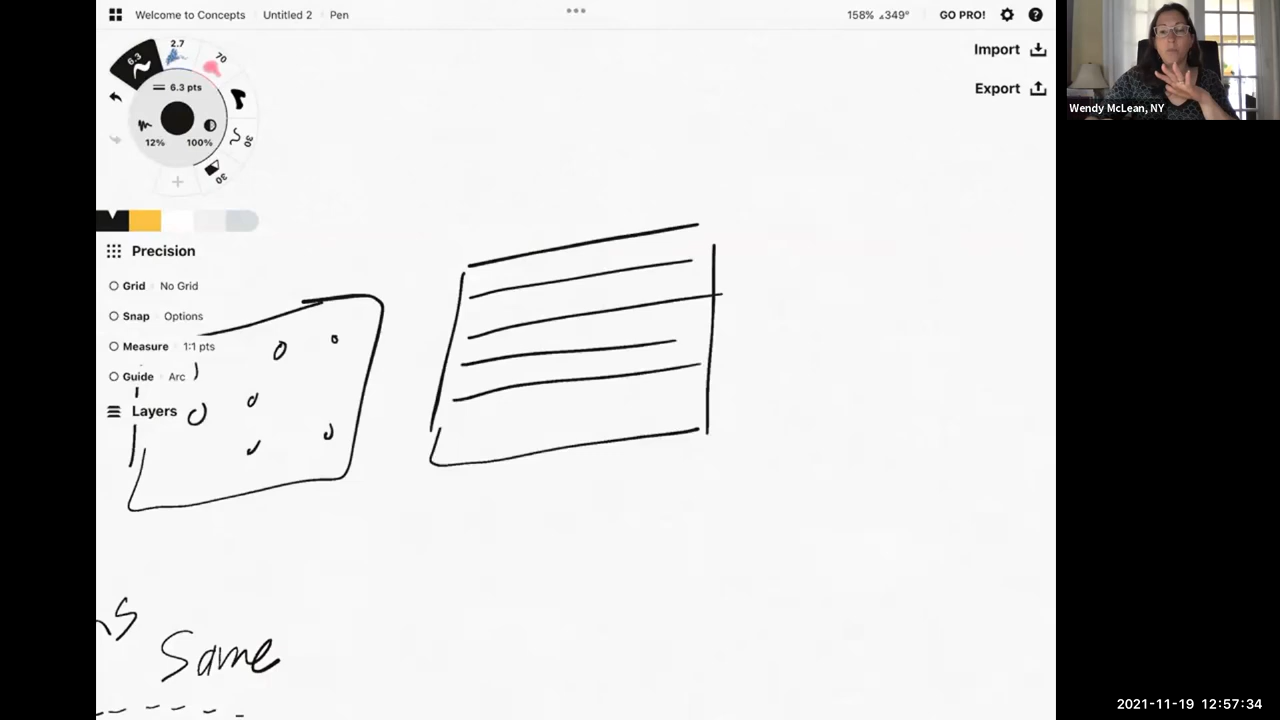 Welcome to Concepts › Untitled 2 › Pen
158% ⦟349°
GO PRO!
Import
Export
6.3
2.7
70
30
30
6.3 pts
12%
100%
Precision
Grid No Grid
Snap Options
Measure 1:1 pts
Guide Arc
Layers
Same
Wendy McLean, NY
2021-11-19 12:57:34